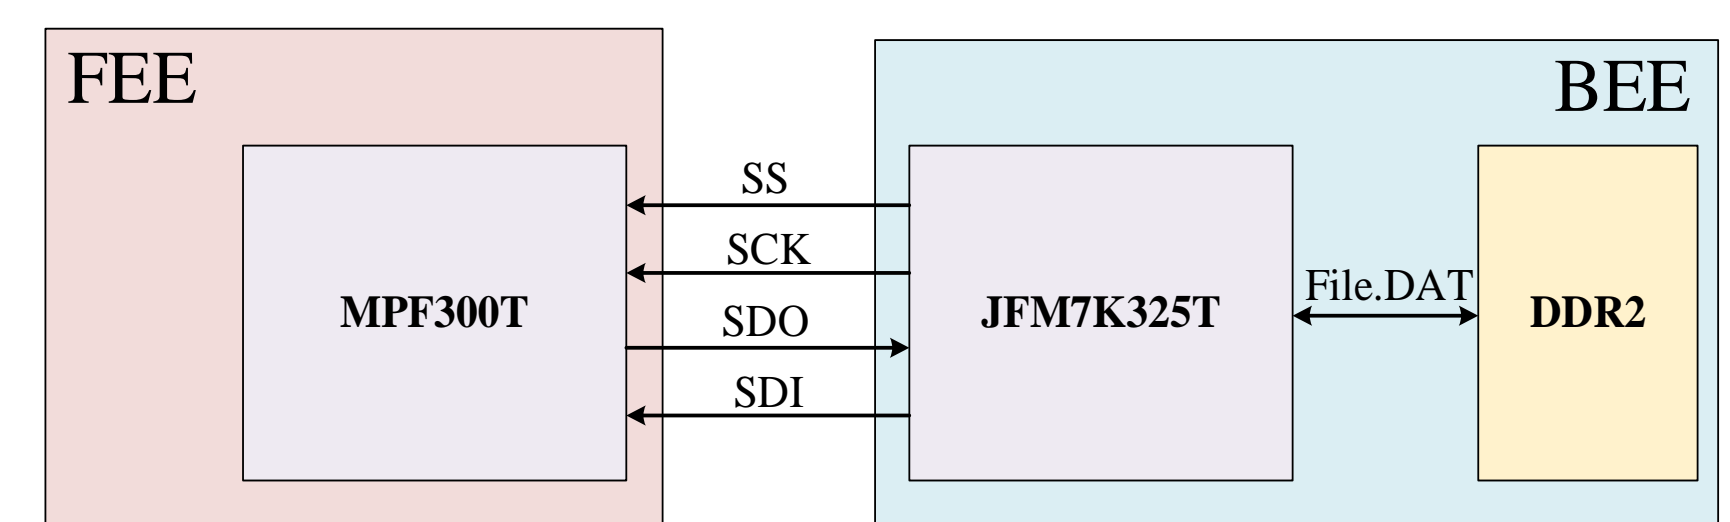 FEE
BEE
SS
SCK
MPF300T
SDO
SDI
JFM7K325T
File.DAT
DDR2